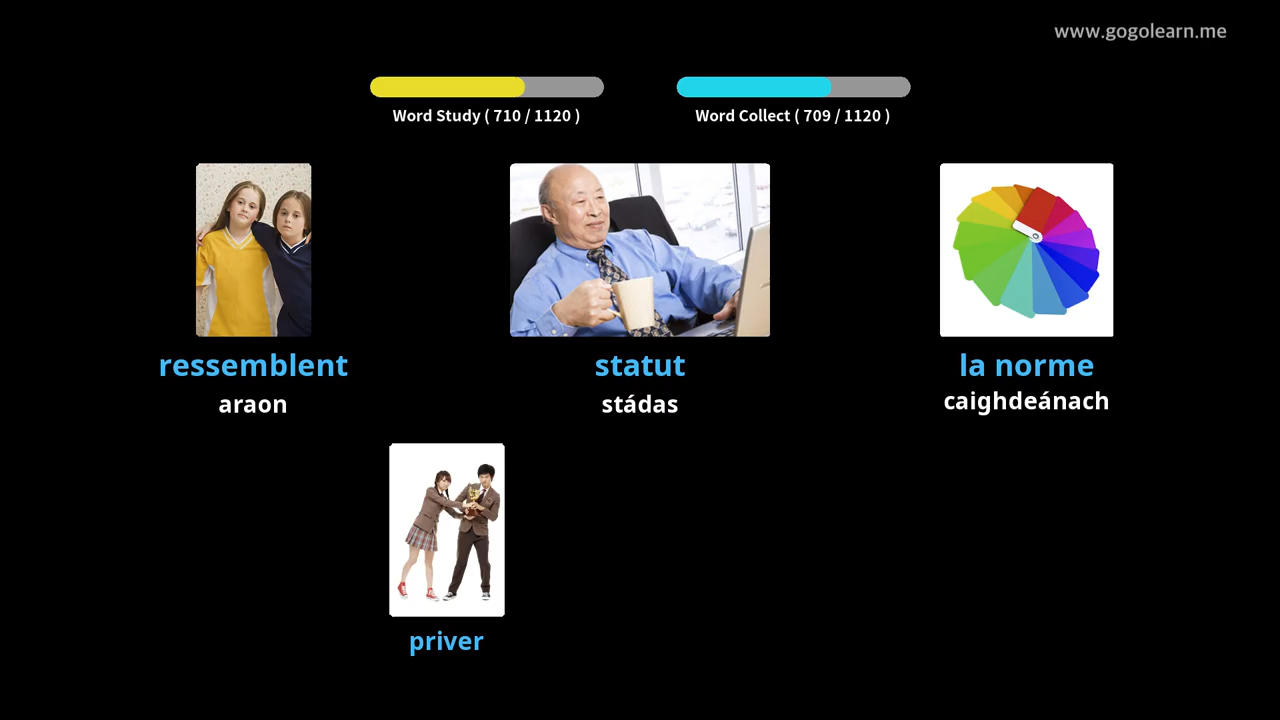 www.gogolearn.me
Word Study ( 710 / 1120 )
Word Collect ( 709 / 1120 )
ressemblent
araon
statut
stádas
la norme
caighdeánach
priver